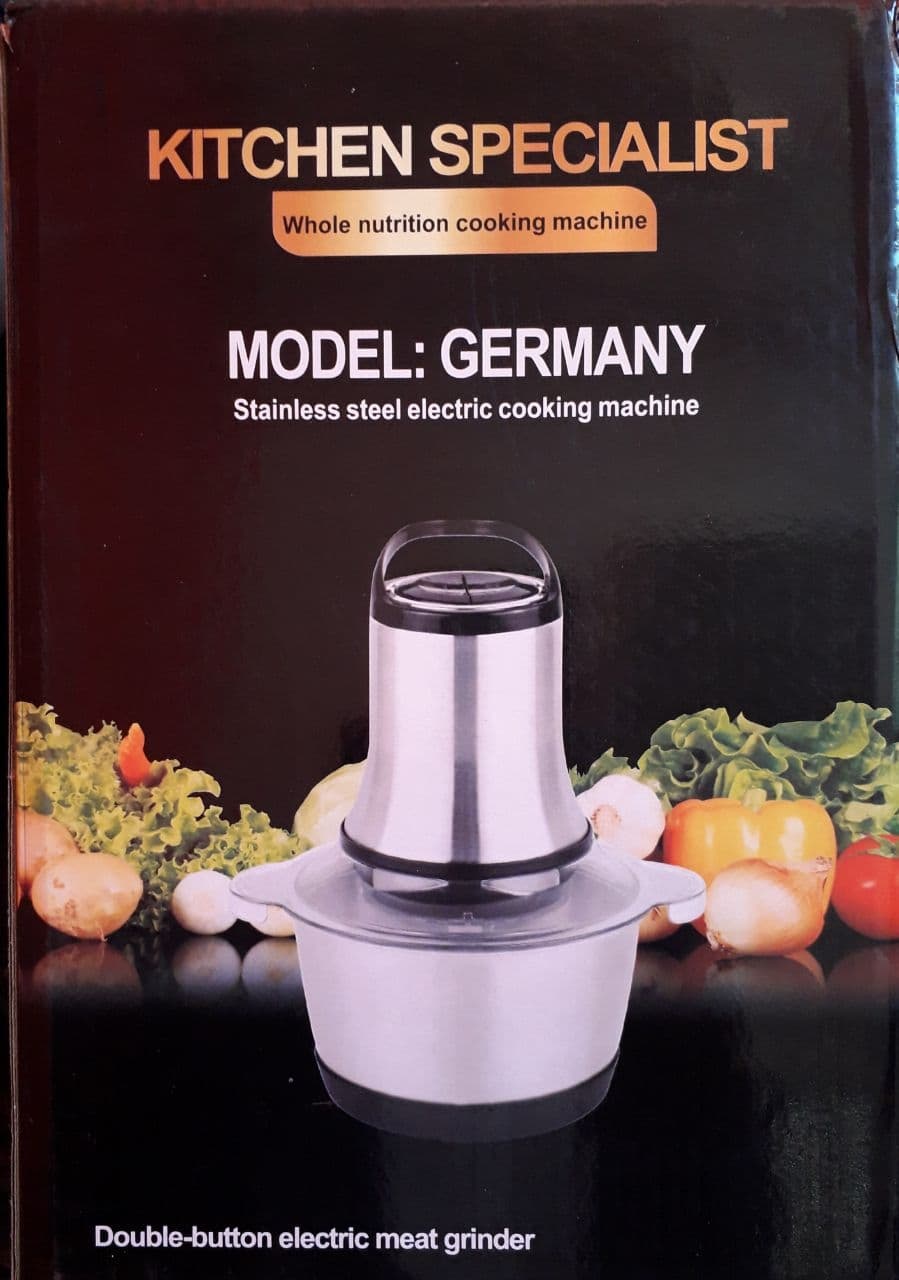 KITCHEN SPECIALIST
Whole nutrition cooking machine
MODEL: GERMANY
Stainless steel electric cooking machine
Double-button electric meat grinder